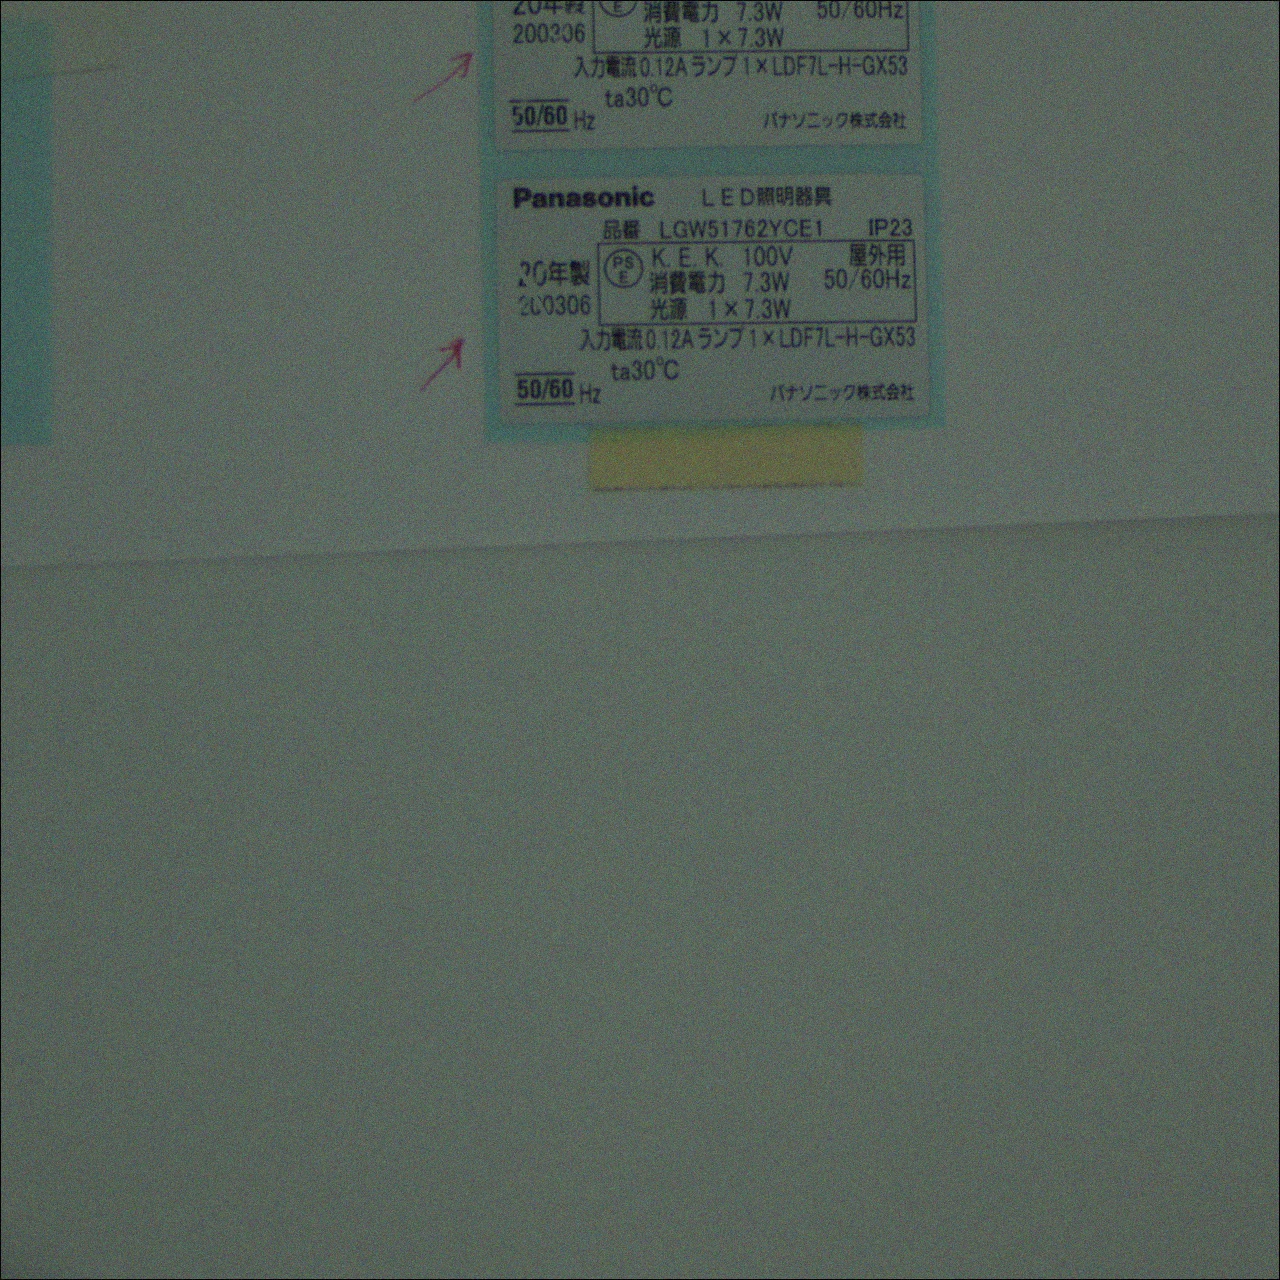 20年製
消費電力 7.3W 50/60Hz
200306
光源 1×7.3W
入力電流0.12A ランプ1×LDF7L-H-GX53
ta30℃
50/60 Hz
パナソニック株式会社
Panasonic LED照明器具
品番 LGW51762YCE1 IP23
PS E
K.E.K. 100V 屋外用
20年製
消費電力 7.3W 50/60Hz
200306
光源 1×7.3W
入力電流0.12A ランプ1×LDF7L-H-GX53
ta30℃
50/60 Hz
パナソニック株式会社